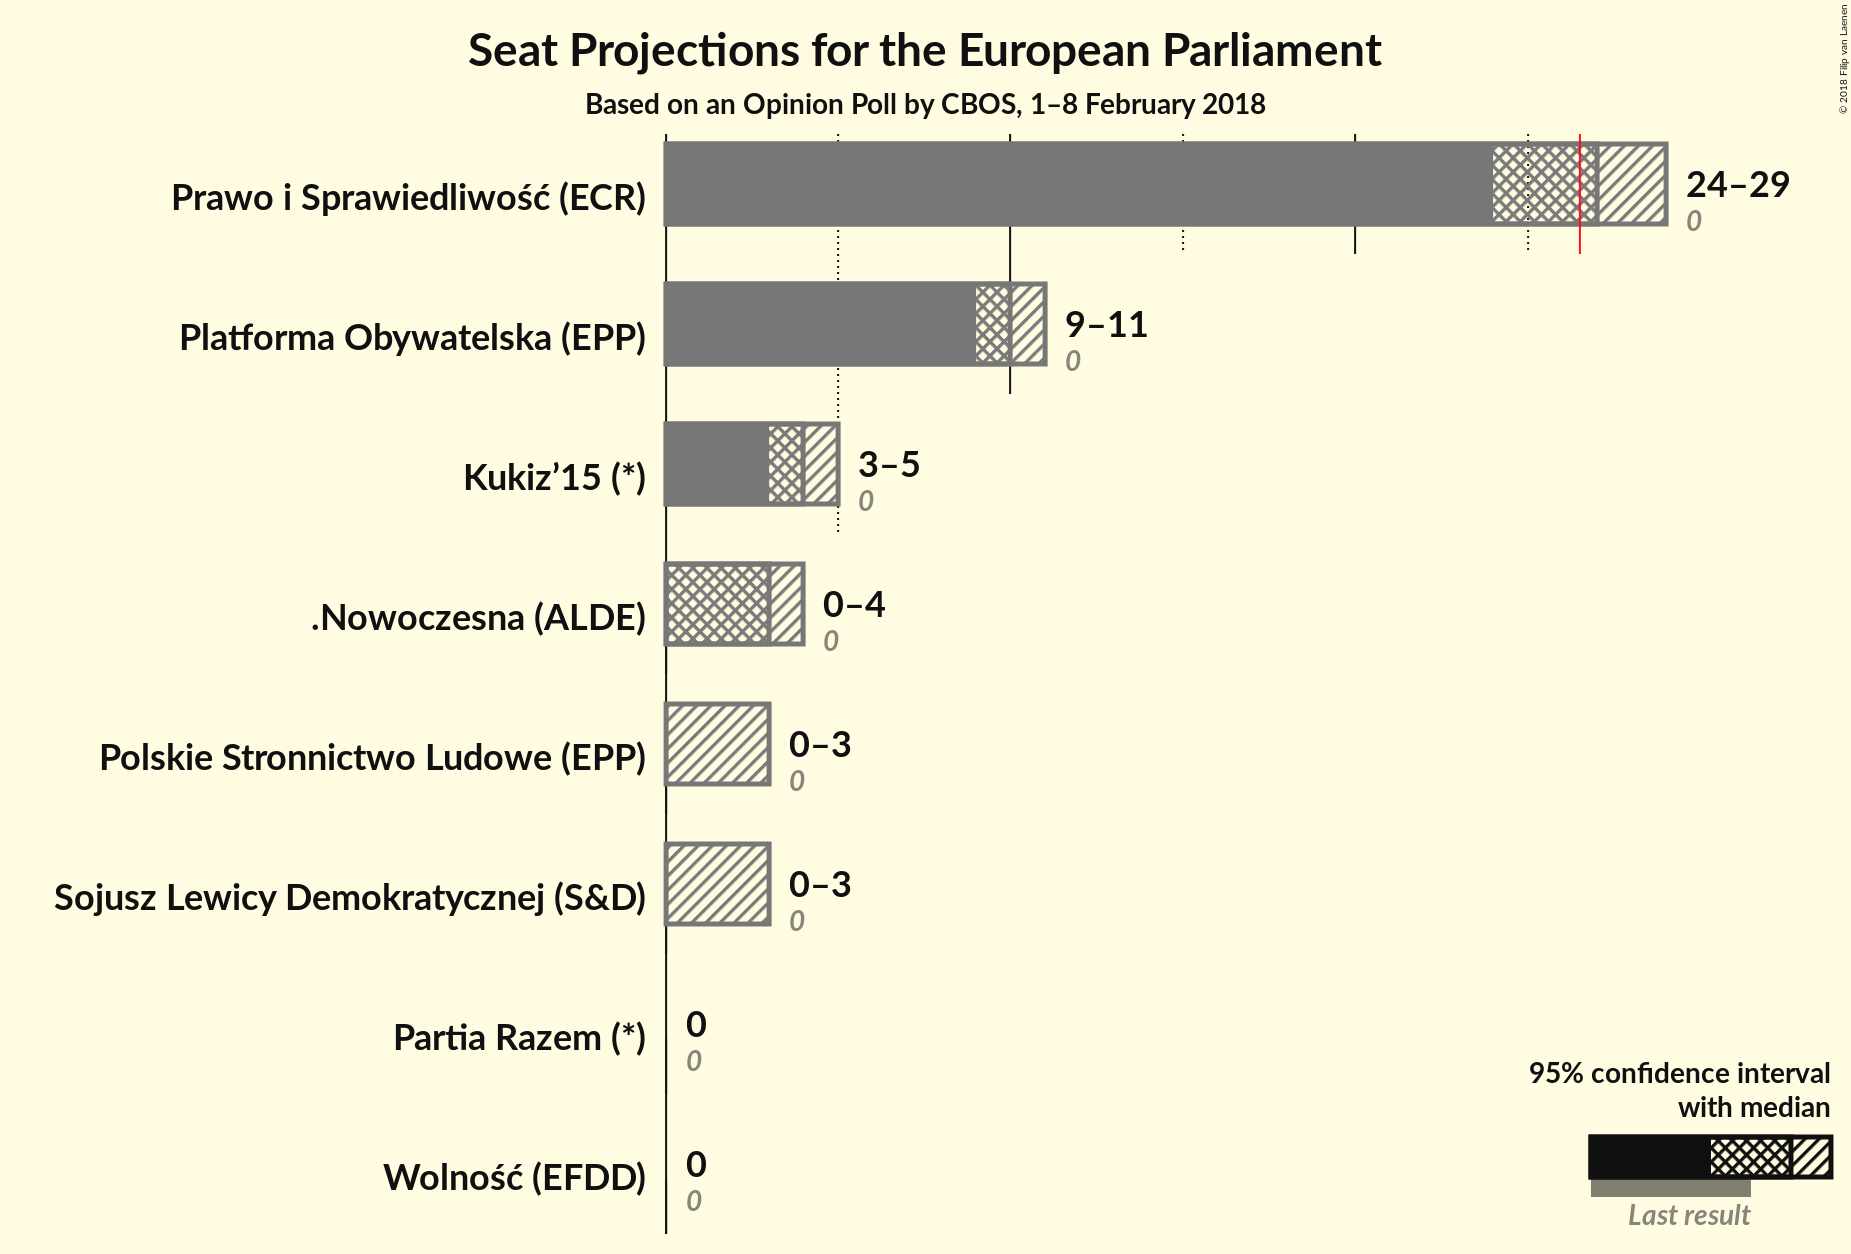 Seat Projections for the European Parliament
Based on an Opinion Poll by CBOS, 1–8 February 2018
© 2018 Filip van Laenen
Prawo i Sprawiedliwość (ECR)
24–29
0
Platforma Obywatelska (EPP)
9–11
0
Kukiz’15 (*)
3–5
0
.Nowoczesna (ALDE)
0–4
0
Polskie Stronnictwo Ludowe (EPP)
0–3
0
Sojusz Lewicy Demokratycznej (S&D)
0–3
0
Partia Razem (*)
0
0
Wolność (EFDD)
0
0
95% confidence interval
with median
Last result